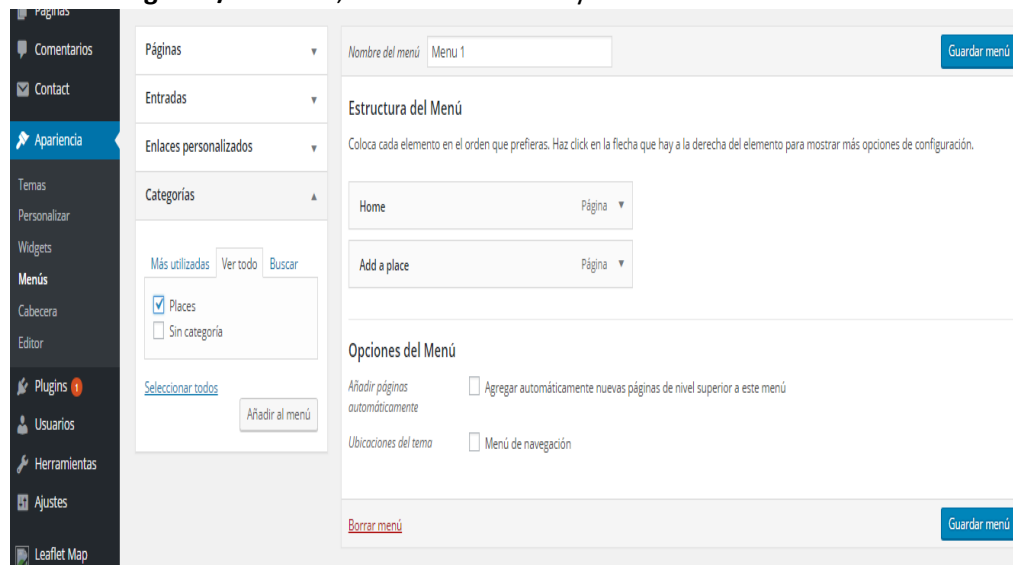 Páginas
Comentarios
Contact
Apariencia
Temas
Personalizar
Widgets
Menús
Cabecera
Editor
Plugins 1
Usuarios
Herramientas
Ajustes
Leaflet Map
Páginas
Entradas
Enlaces personalizados
Categorías
Más utilizadas Ver todo Buscar
Places
Sin categoría
Seleccionar todos
Añadir al menú
Nombre del menú Menu 1 Guardar menú
Estructura del Menú
Coloca cada elemento en el orden que prefieras. Haz click en la flecha que hay a la derecha del elemento para mostrar más opciones de configuración.
Home Página
Add a place Página
Opciones del Menú
Añadir páginas
automáticamente
Agregar automáticamente nuevas páginas de nivel superior a este menú
Ubicaciones del tema Menú de navegación
Borrar menú Guardar menú